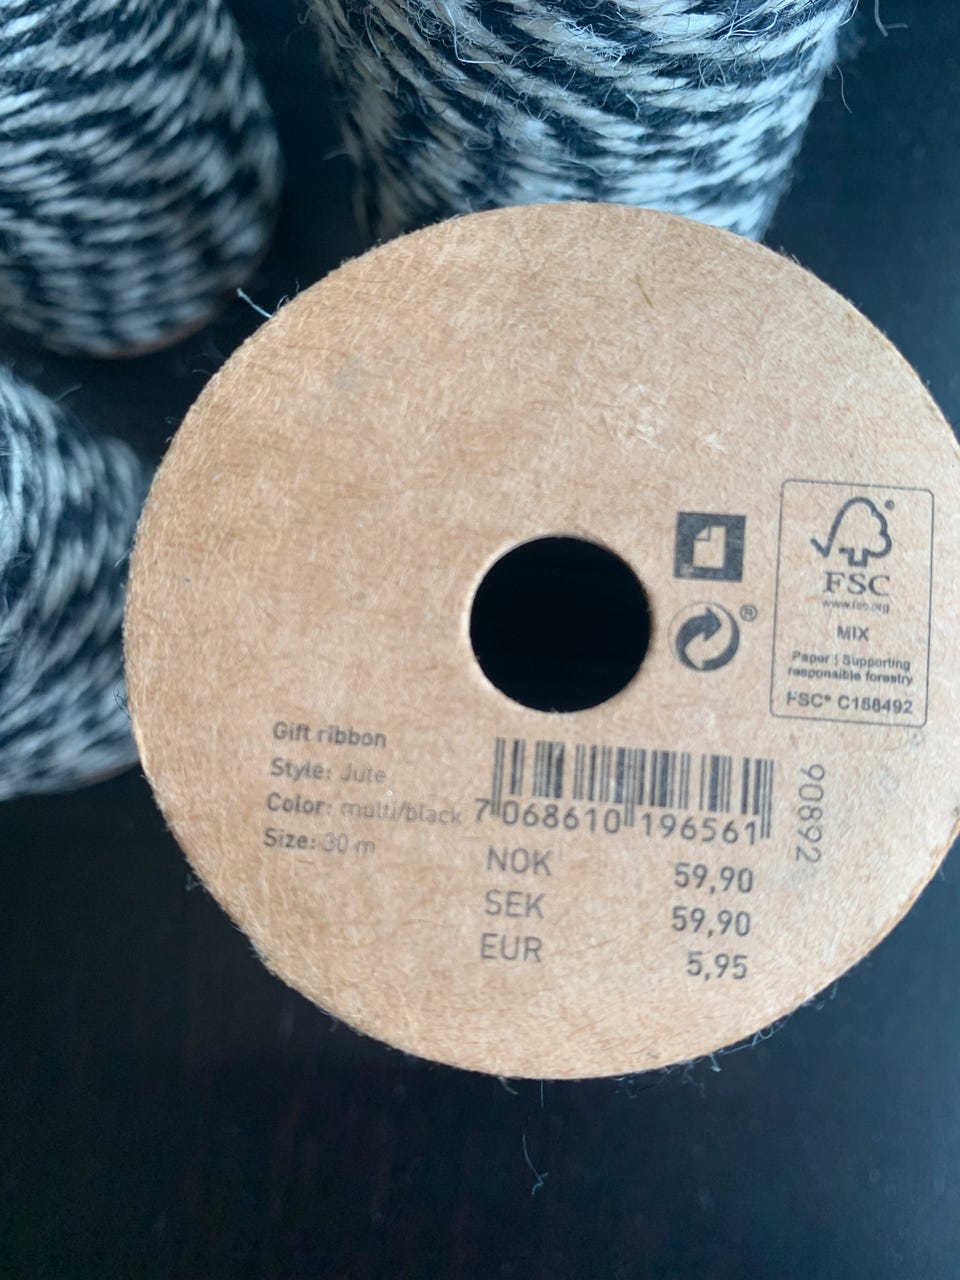 FSC
www.fsc.org
MIX
Paper | Supporting
responsible forestry
FSC® C168492
Gift ribbon
Style: Jute
Color: multi/black
Size: 30 m
7 068610 196561
90892
NOK 59,90
SEK 59,90
EUR 5,95